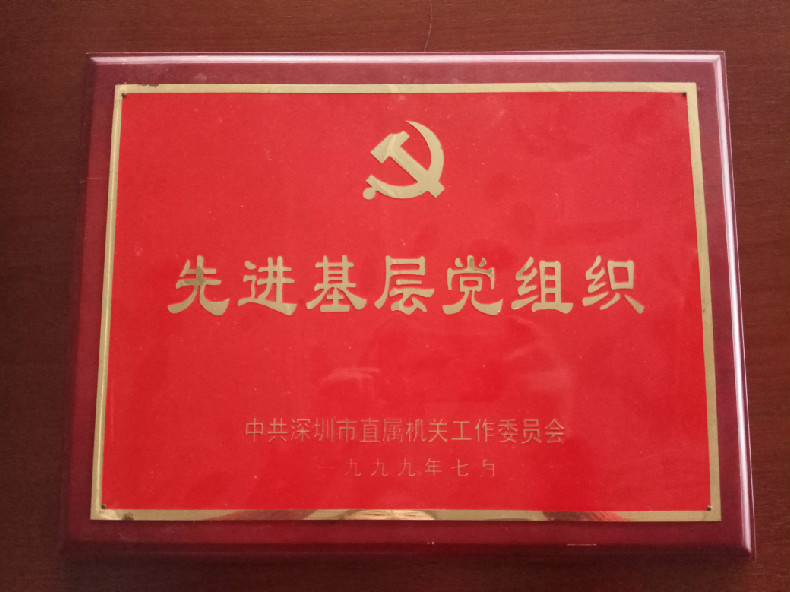 先进基层党组织
中共深圳市直属机关工作委员会
一九九九年七月